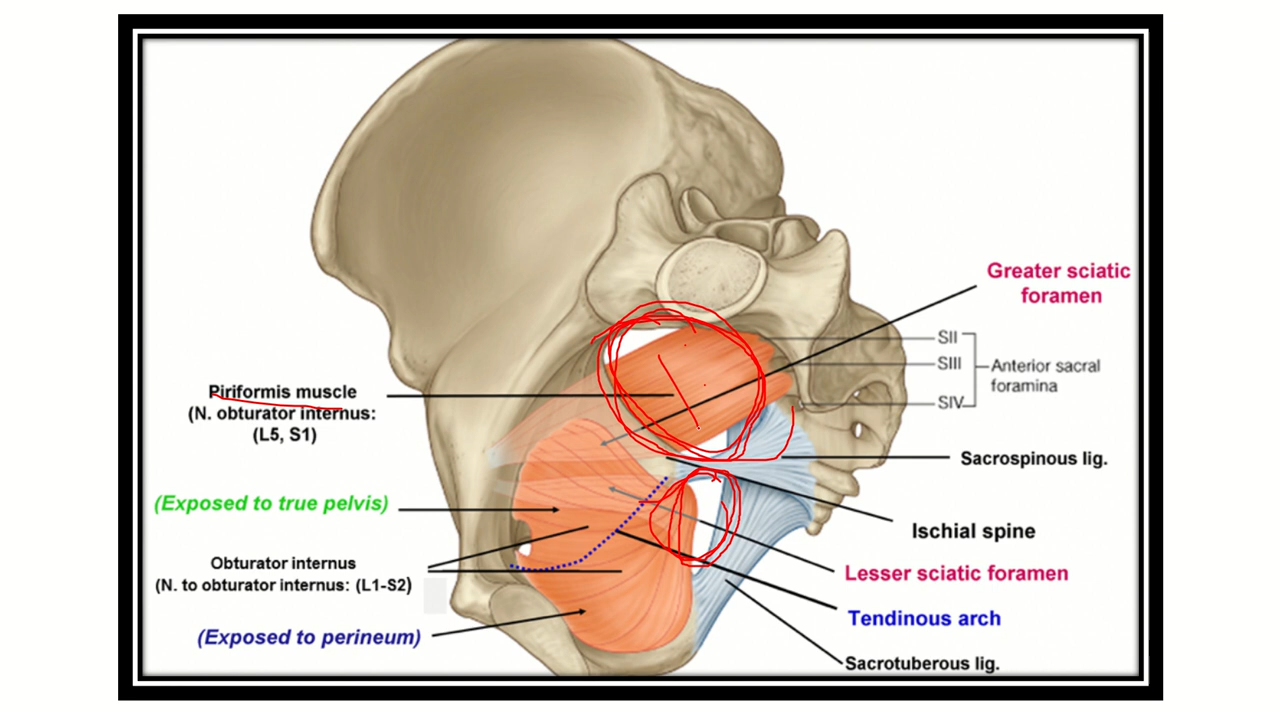 Greater sciatic
foramen
SII
SIII
SIV
Anterior sacral
foramina
Piriformis muscle
(N. obturator internus:
(L5, S1)
Sacrospinous lig.
(Exposed to true pelvis)
Ischial spine
Obturator internus
(N. to obturator internus: (L1-S2)
Lesser sciatic foramen
Tendinous arch
(Exposed to perineum)
Sacrotuberous lig.